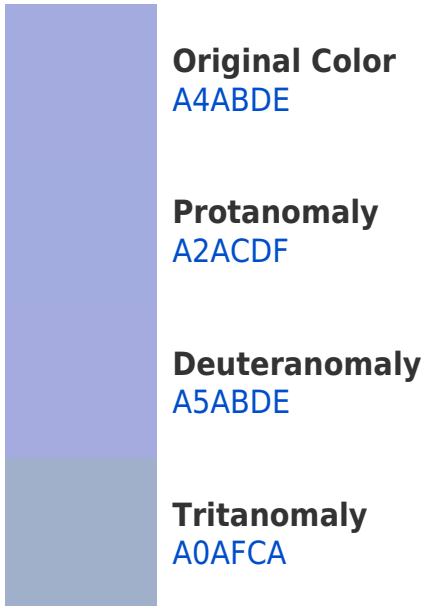 Original Color
A4ABDE
Protanomaly
A2ACDF
Deuteranomaly
A5ABDE
Tritanomaly
A0AFCA